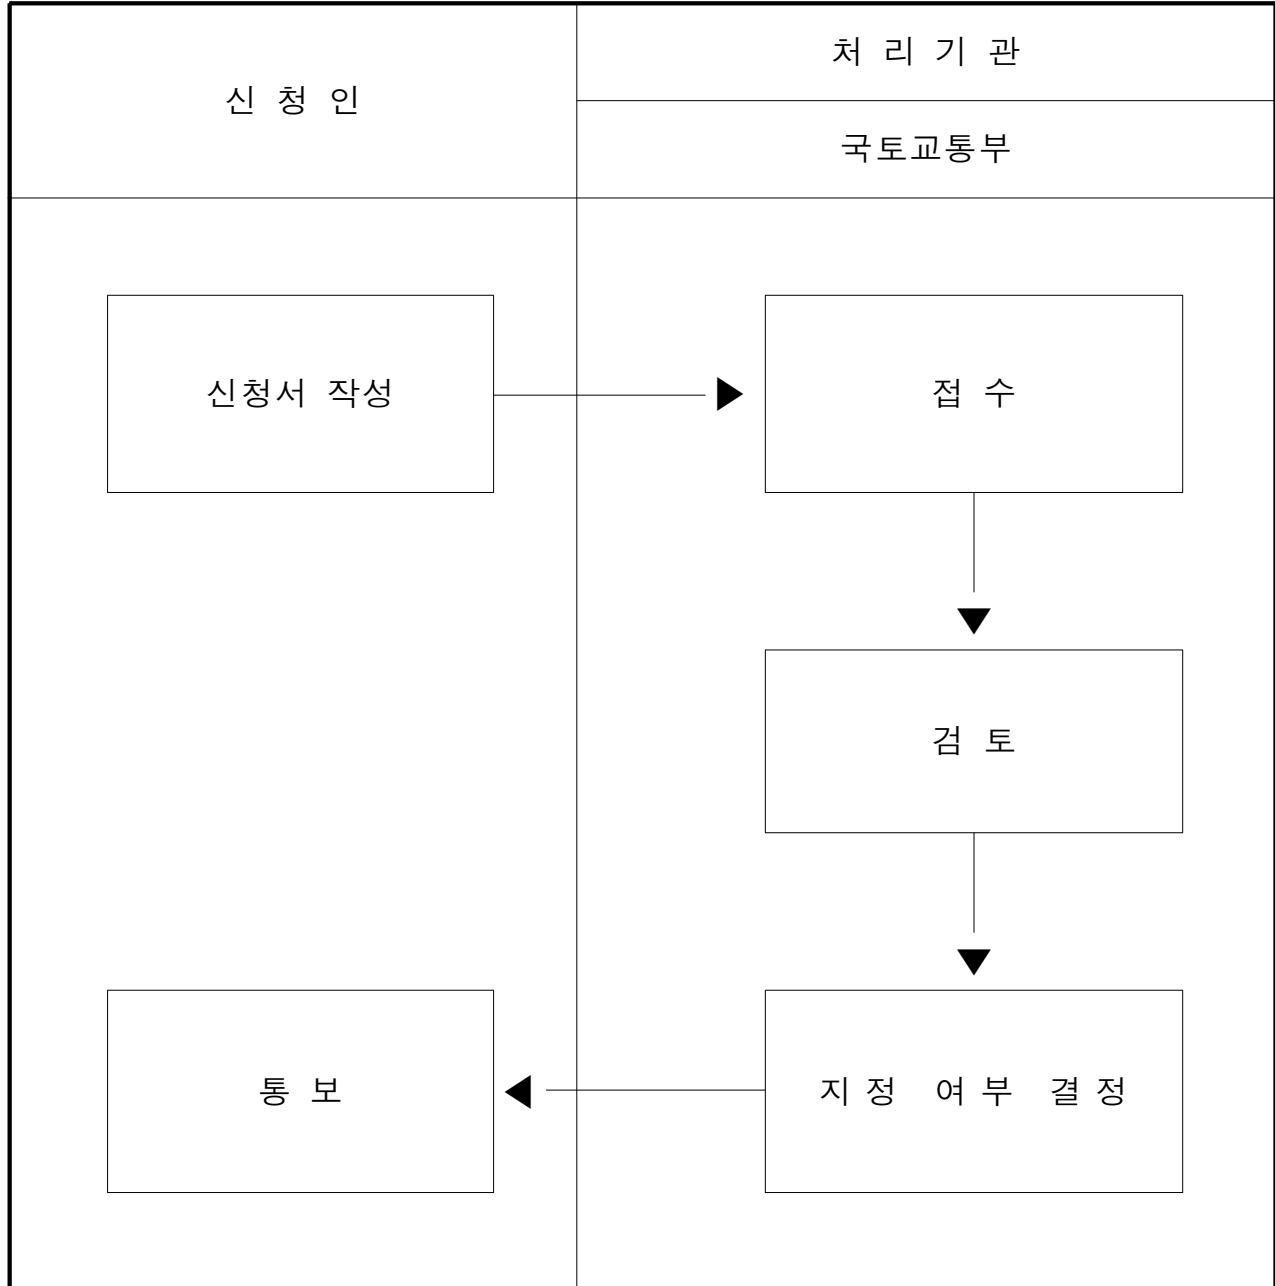 신 청 인
처 리 기 관
국토교통부
신청서 작성
접 수
검 토
지 정 여 부 결 정
통 보